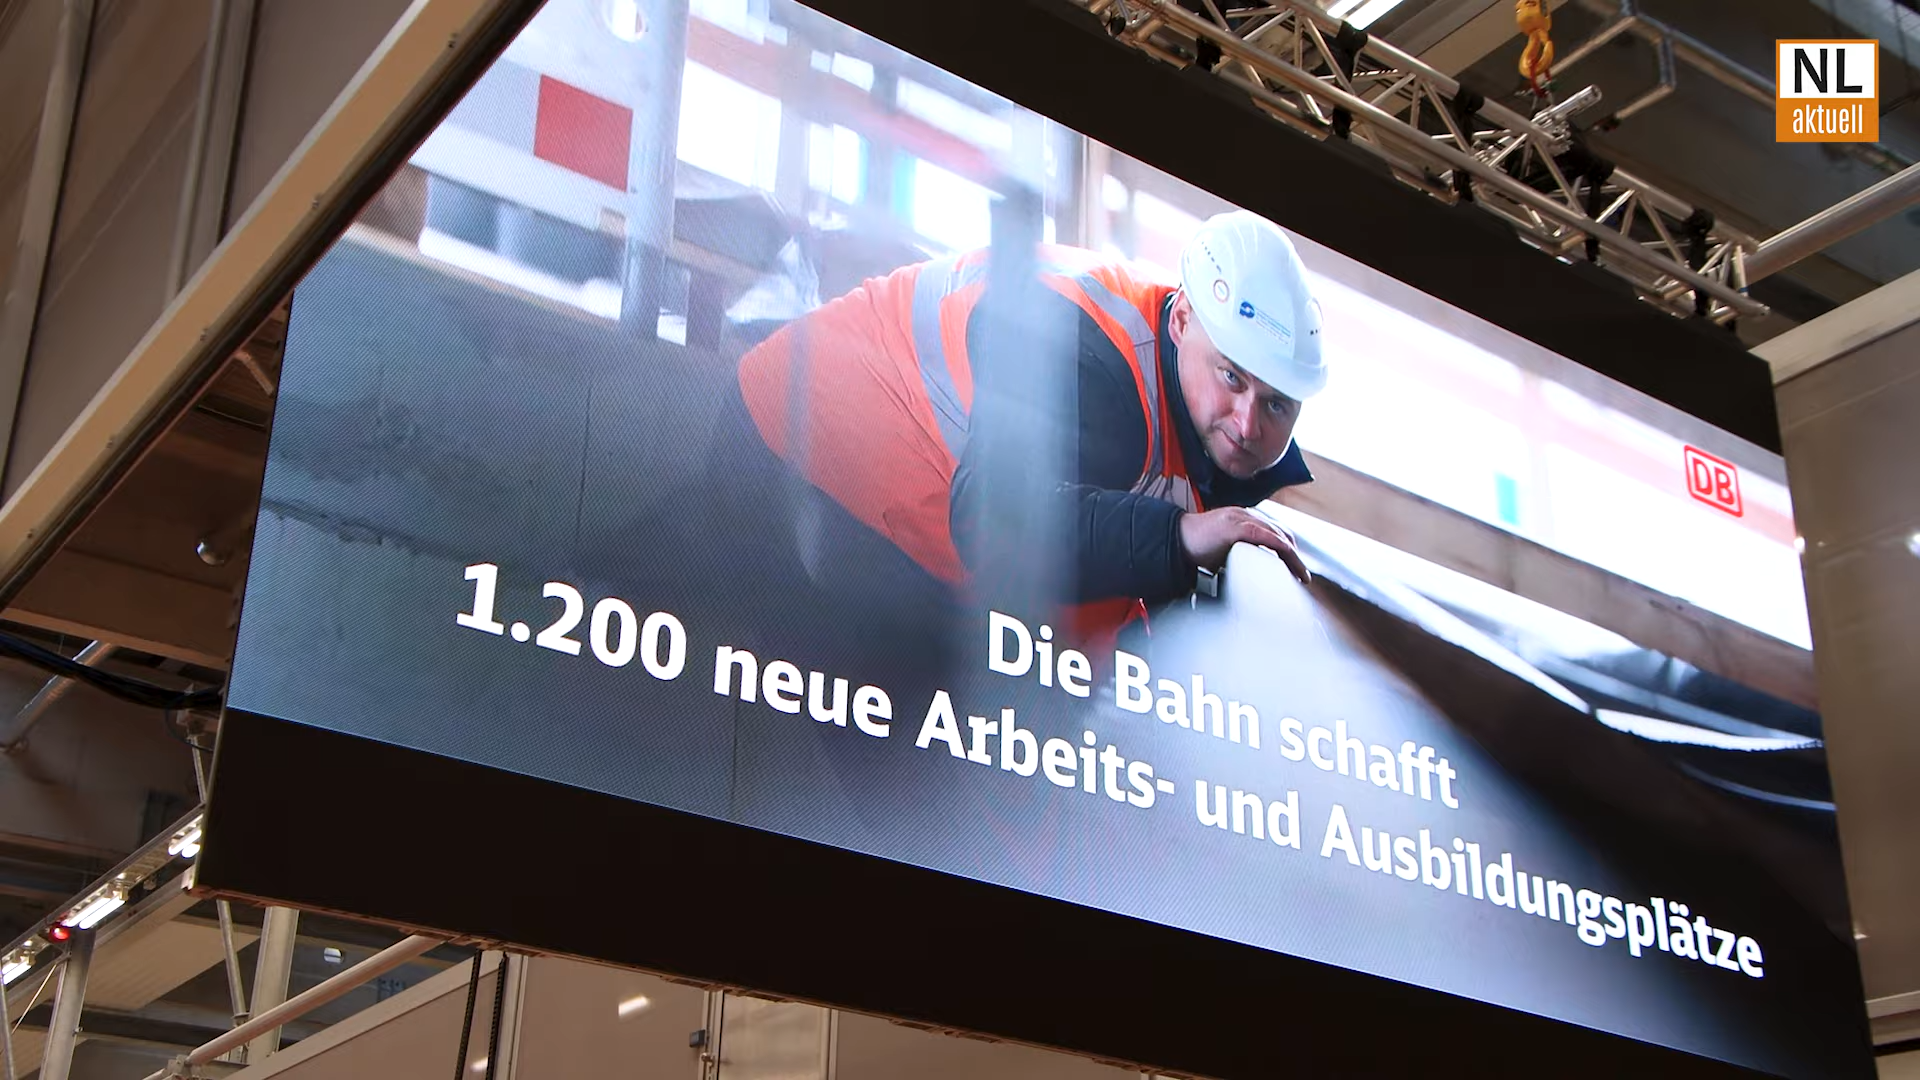 NL
aktuell
DB
Die Bahn schafft
1.200 neue Arbeits- und Ausbildungsplätze